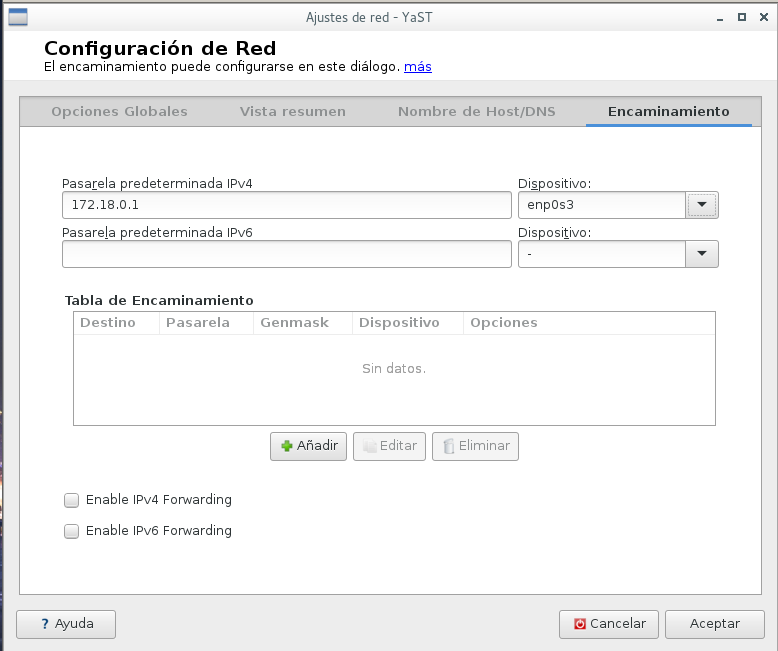 Ajustes de red - YaST
Configuración de Red
El encaminamiento puede configurarse en este diálogo. más
Opciones Globales Vista resumen Nombre de Host/DNS Encaminamiento
Pasarela predeterminada IPv4 Dispositivo:
172.18.0.1 enp0s3
Pasarela predeterminada IPv6 Dispositivo:
-
Tabla de Encaminamiento
Destino Pasarela Genmask Dispositivo Opciones
Sin datos.
Añadir Editar Eliminar
Enable IPv4 Forwarding
Enable IPv6 Forwarding
? Ayuda Cancelar Aceptar